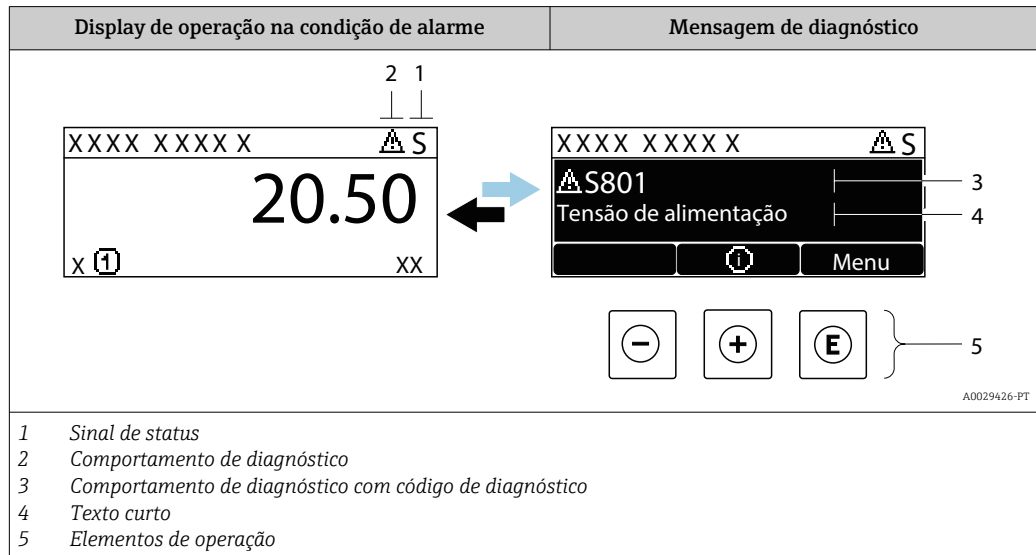 Display de operação na condição de alarme
Mensagem de diagnóstico
2 1
XXXX XXXX X S
20.50
X 1 XX
XXXX XXXX X S
S801
3
Tensão de alimentação
4
i Menu
- + E
5
A0029426-PT
1 Sinal de status
2 Comportamento de diagnóstico
3 Comportamento de diagnóstico com código de diagnóstico
4 Texto curto
5 Elementos de operação